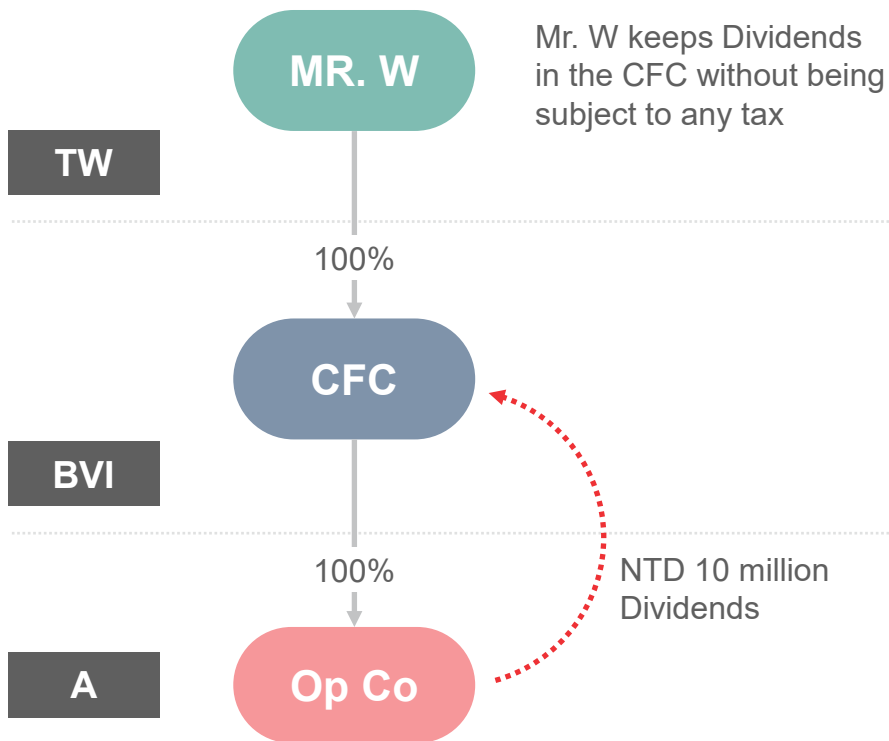 MR. W
Mr. W keeps Dividends
in the CFC without being
subject to any tax
TW
100%
CFC
BVI
100%
NTD 10 million
Dividends
A
Op Co